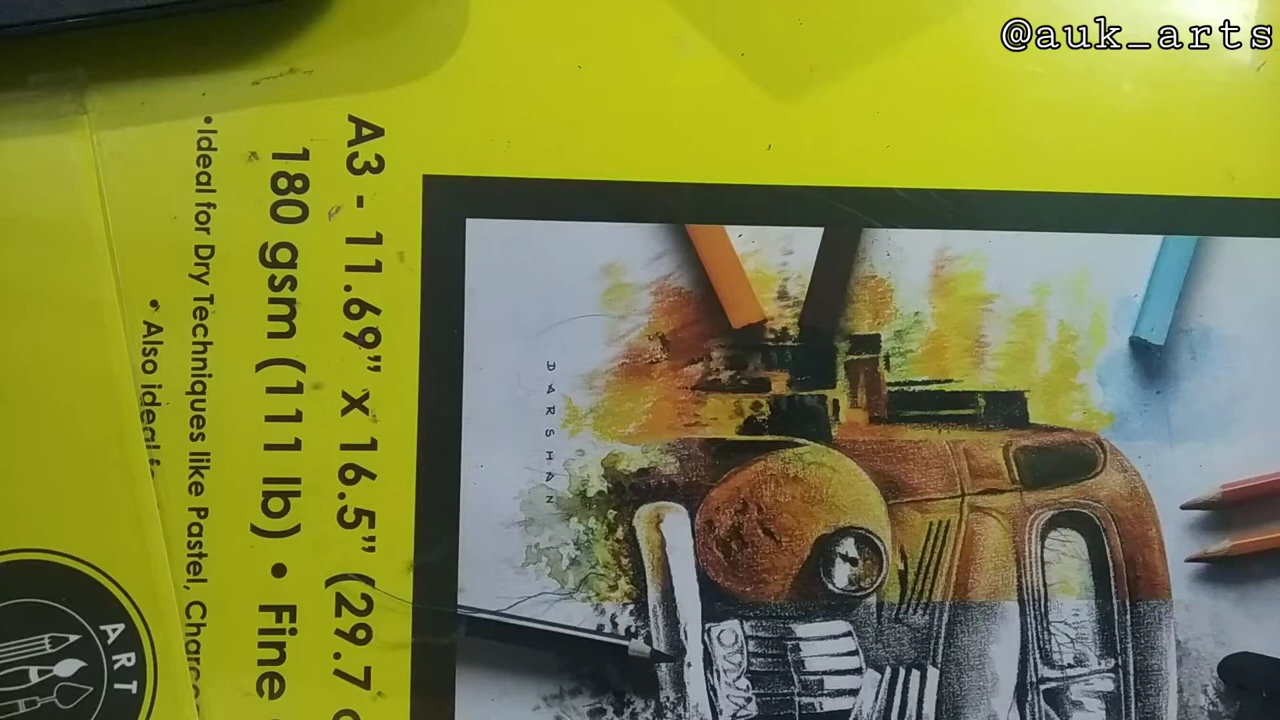 @auk_arts
A3 - 11.69" x 16.5" (29.7
180 gsm (111 lb) • Fine
•Ideal for Dry Techniques like Pastel,
• Also ideal
DARSHAN
ART